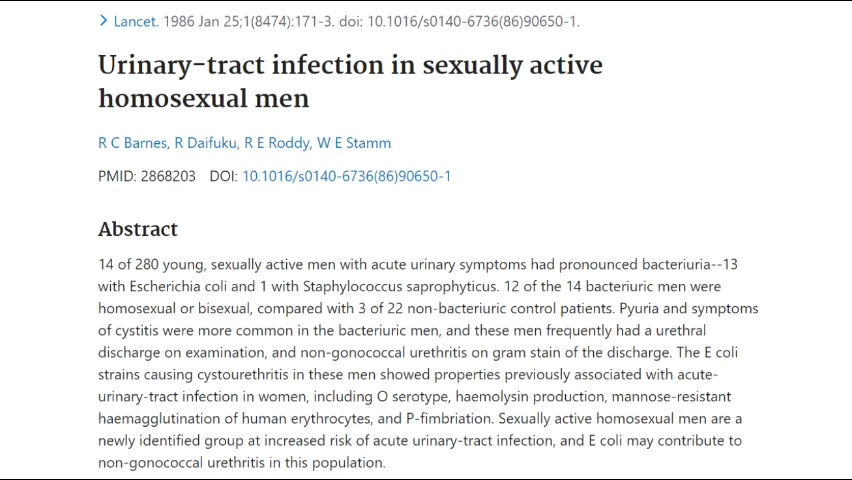 > Lancet. 1986 Jan 25;1(8474):171-3. doi: 10.1016/s0140-6736(86)90650-1.
Urinary-tract infection in sexually active
homosexual men
R C Barnes, R Daifuku, R E Roddy, W E Stamm
PMID: 2868203 DOI: 10.1016/s0140-6736(86)90650-1
Abstract
14 of 280 young, sexually active men with acute urinary symptoms had pronounced bacteriuria--13
with Escherichia coli and 1 with Staphylococcus saprophyticus. 12 of the 14 bacteriuric men were
homosexual or bisexual, compared with 3 of 22 non-bacteriuric control patients. Pyuria and symptoms
of cystitis were more common in the bacteriuric men, and these men frequently had a urethral
discharge on examination, and non-gonococcal urethritis on gram stain of the discharge. The E coli
strains causing cystourethritis in these men showed properties previously associated with acute-
urinary-tract infection in women, including O serotype, haemolysin production, mannose-resistant
haemagglutination of human erythrocytes, and P-fimbriation. Sexually active homosexual men are a
newly identified group at increased risk of acute urinary-tract infection, and E coli may contribute to
non-gonococcal urethritis in this population.